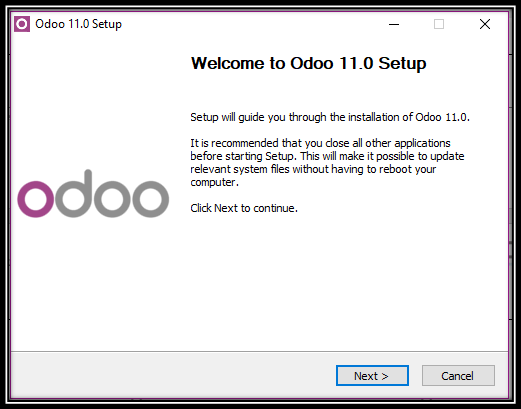 Odoo 11.0 Setup
Welcome to Odoo 11.0 Setup
Setup will guide you through the installation of Odoo 11.0.
It is recommended that you close all other applications
before starting Setup. This will make it possible to update
relevant system files without having to reboot your
computer.
Click Next to continue.
odoo
Next >
Cancel